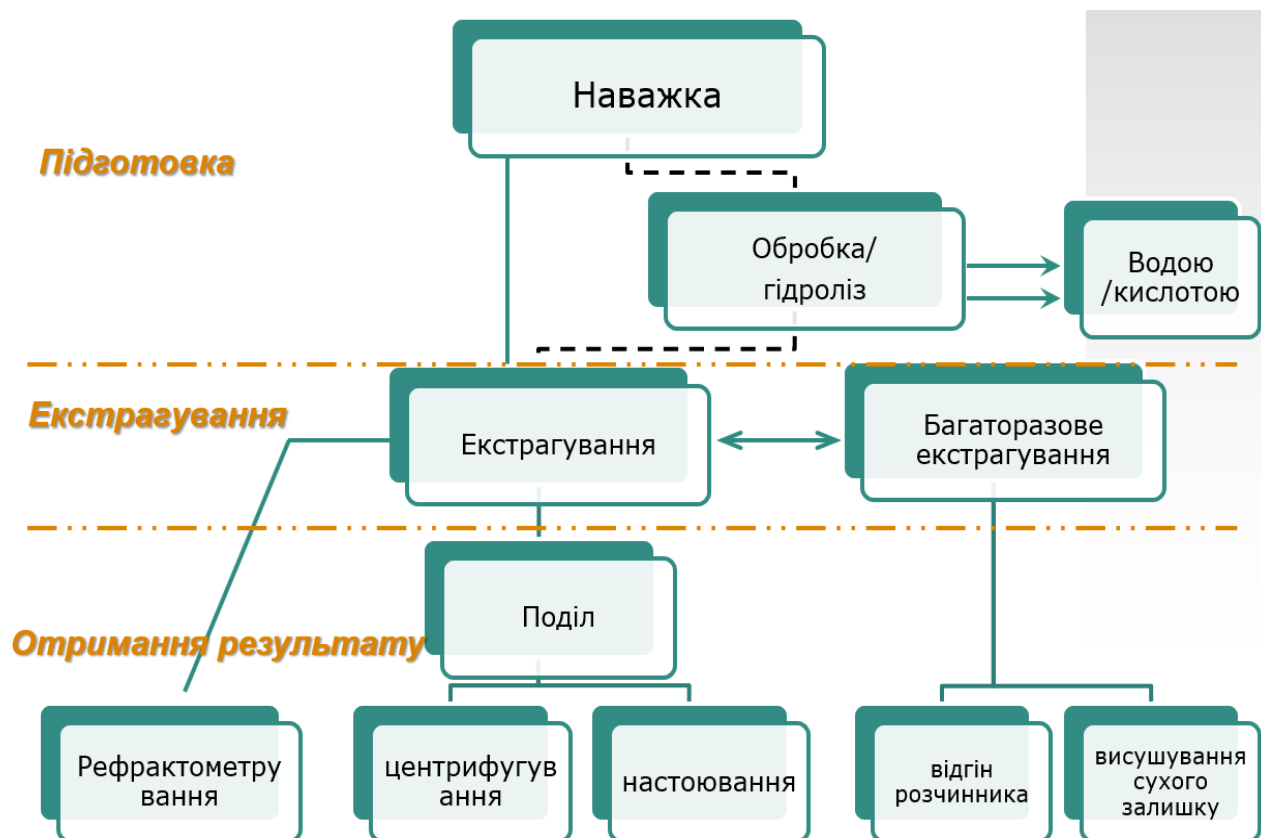 Наважка
Підготовка
Обробка/
гідроліз
Водою
/кислотою
Екстрагування
Екстрагування
Багаторазове
екстрагування
Поділ
Отримання результату
Рефрактометру
вання
центрифугув
ання
настоювання
відгін
розчинника
висушування
сухого
залишку